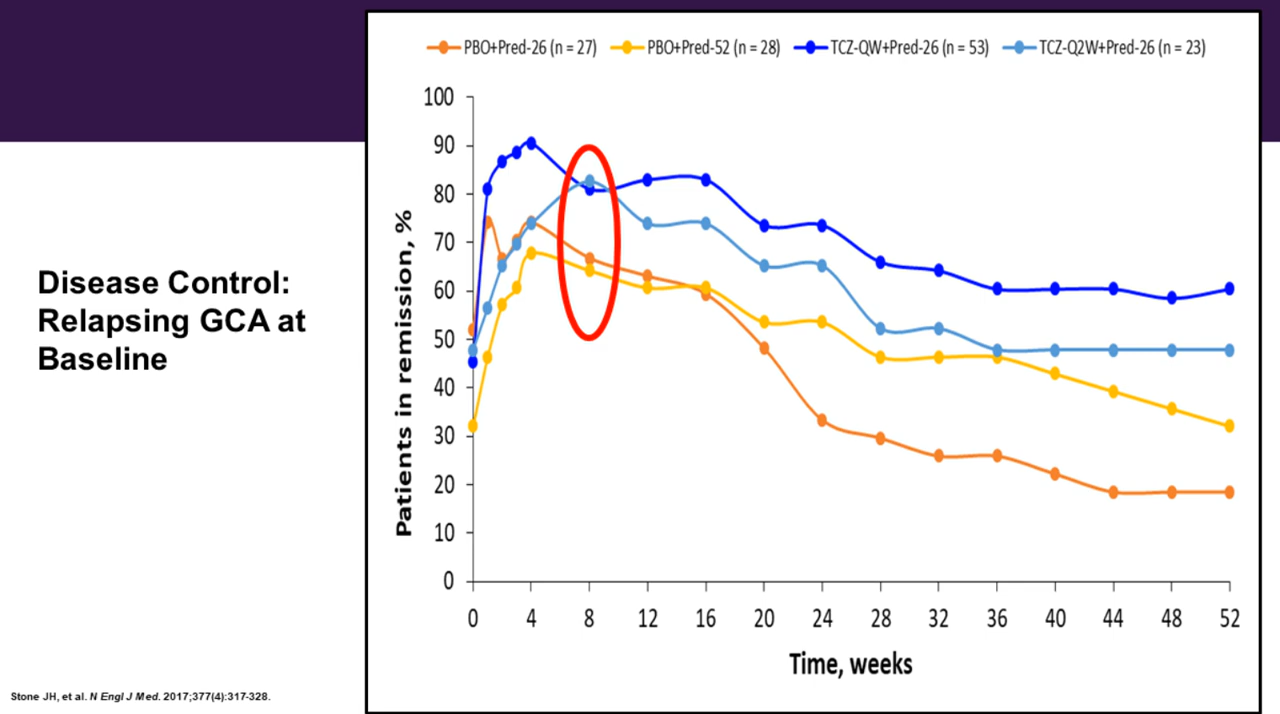 PBO+Pred-26 (n = 27) PBO+Pred-52 (n = 28) TCZ-QW+Pred-26 (n = 53) TCZ-Q2W+Pred-26 (n = 23)
Disease Control:
Relapsing GCA at
Baseline
Patients in remission, %
100
90
80
70
60
50
40
30
20
10
0
0 4 8 12 16 20 24 28 32 36 40 44 48 52
Time, weeks
Stone JH, et al. N Engl J Med. 2017;377(4):317-328.